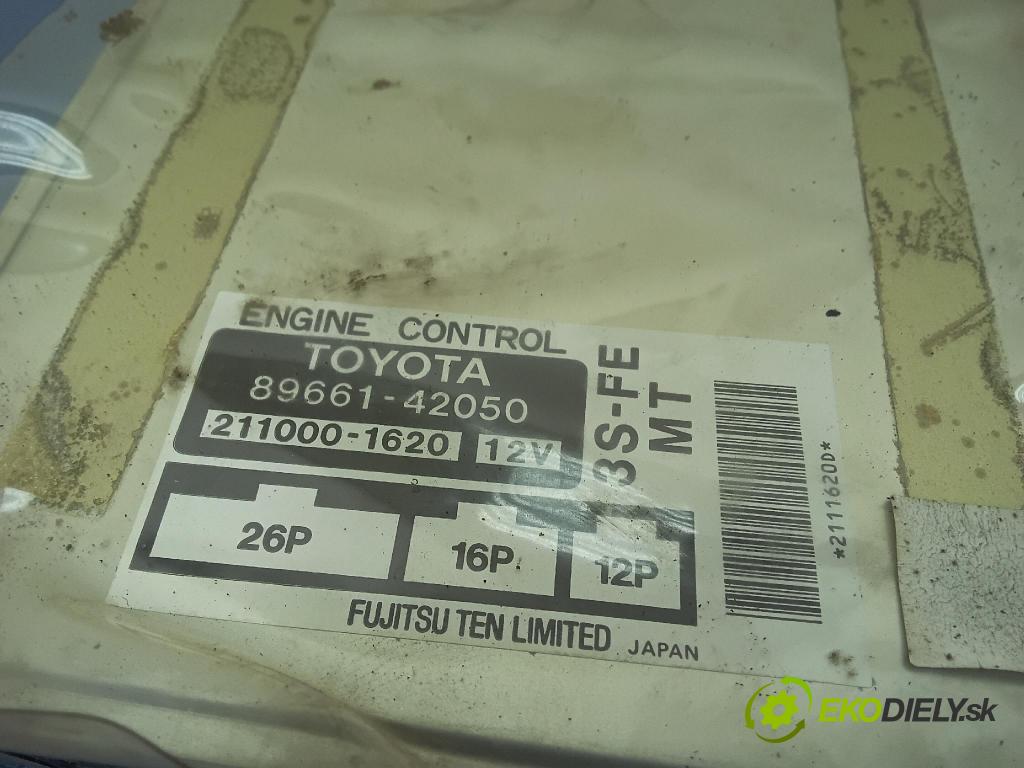 ENGINE CONTROL
TOYOTA
89661-42050
211000-1620 12V
3S-FE
MT
26P 16P 12P
FUJITSU TEN LIMITED JAPAN
*2111620D*
EKODIELY.sk